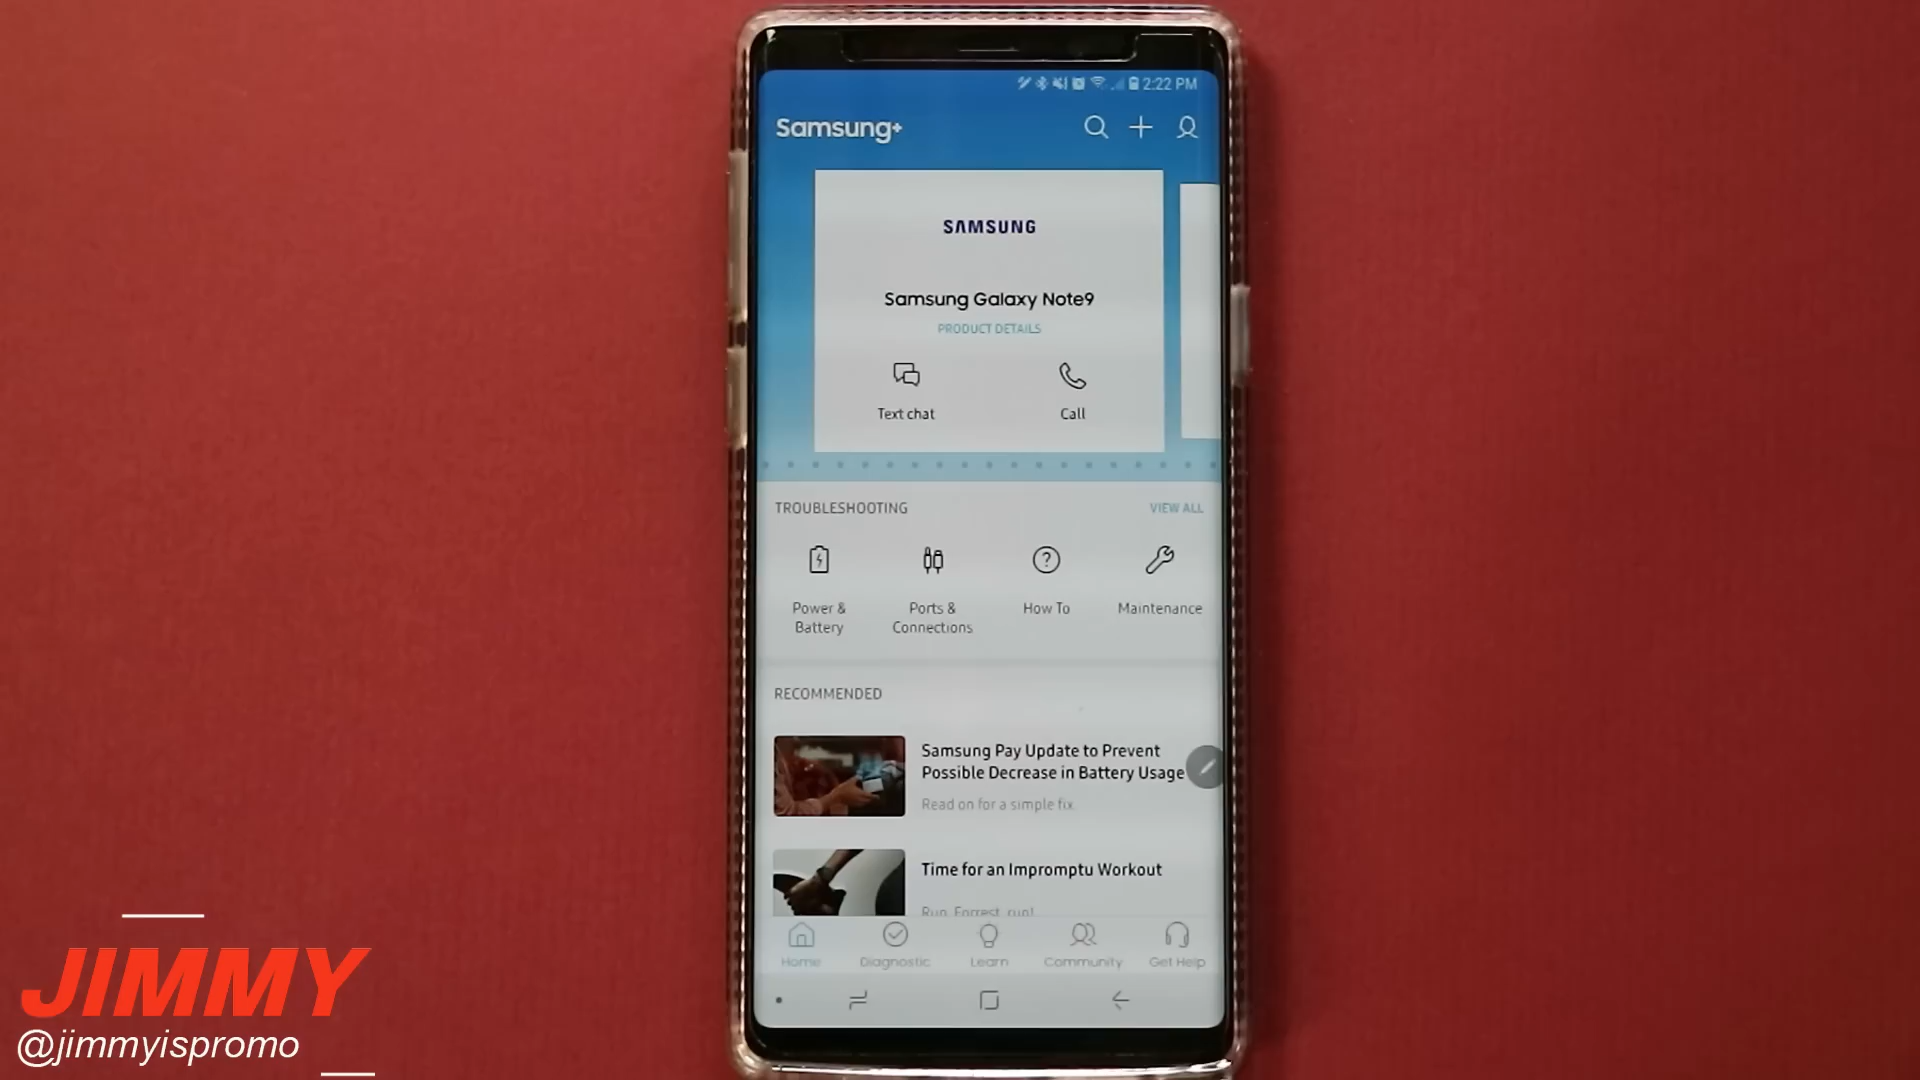 2:22 PM
Samsung+
SAMSUNG
Samsung Galaxy Note9
PRODUCT DETAILS
Text chat
Call
TROUBLESHOOTING
VIEW ALL
Power &
Battery
Ports &
Connections
How To
Maintenance
RECOMMENDED
Samsung Pay Update to Prevent
Possible Decrease in Battery Usage
Read on for a simple fix.
Time for an Impromptu Workout
Run, Forrest, run!
Home
Diagnostic
Learn
Community
Get Help
JIMMY
@jimmyispromo